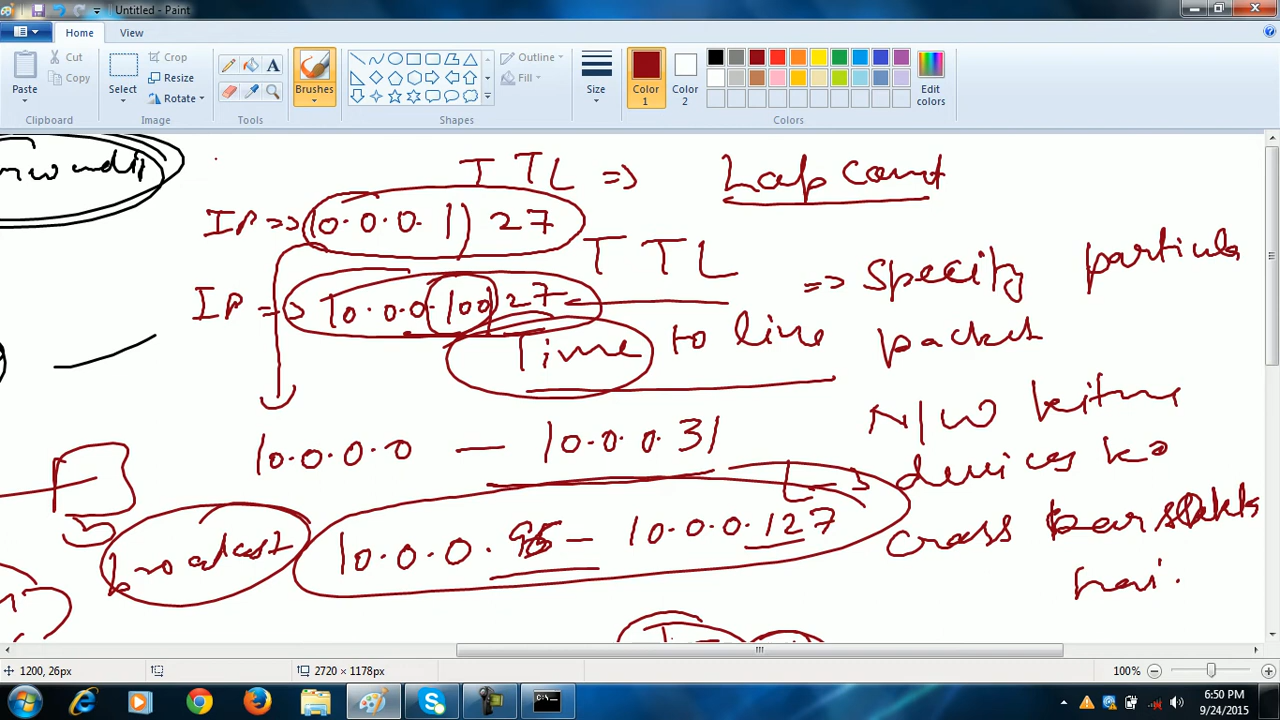 Untitled - Paint
Home
View
Paste
Cut
Copy
Clipboard
Select
Crop
Resize
Rotate
Image
Tools
Brushes
Shapes
Outline
Fill
Size
Color 1
Color 2
Edit colors
Colors
TTL => Hop count
IP => 10.0.0.1 | 27
TTL => Specify particular
IP => 10.0.0.100 | 27
Time to live packet
10.0.0.0 — 10.0.0.31
N/W kitne
devices ko
broadcast
10.0.0. – 10.0.0.127
cross kar sakta
hai.
1200, 26px
2720 × 1178px
100%
6:50 PM
9/24/2015